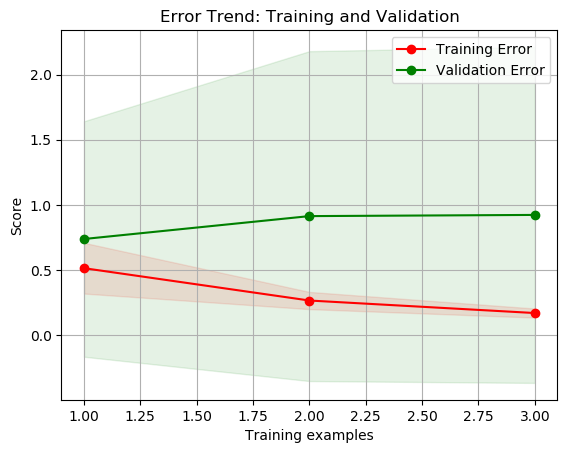 Error Trend: Training and Validation
Training Error
Validation Error
2.0
1.5
1.0
0.5
0.0
Score
1.00 1.25 1.50 1.75 2.00 2.25 2.50 2.75 3.00
Training examples